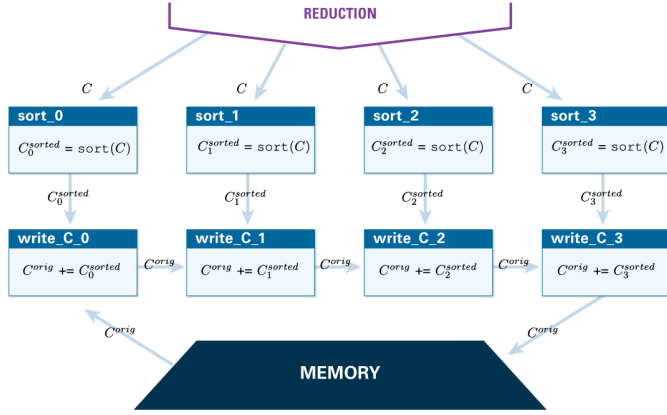 REDUCTION
C C C C
sort_0 sort_1 sort_2 sort_3
C_0^{sorted} = sort(C) C_1^{sorted} = sort(C) C_2^{sorted} = sort(C) C_3^{sorted} = sort(C)
C_0^{sorted} C_1^{sorted} C_2^{sorted} C_3^{sorted}
write_C_0 write_C_1 write_C_2 write_C_3
C^{orig} += C_0^{sorted} C^{orig} C^{orig} += C_1^{sorted} C^{orig} C^{orig} += C_2^{sorted} C^{orig} C^{orig} += C_3^{sorted}
C^{orig} C^{orig}
MEMORY